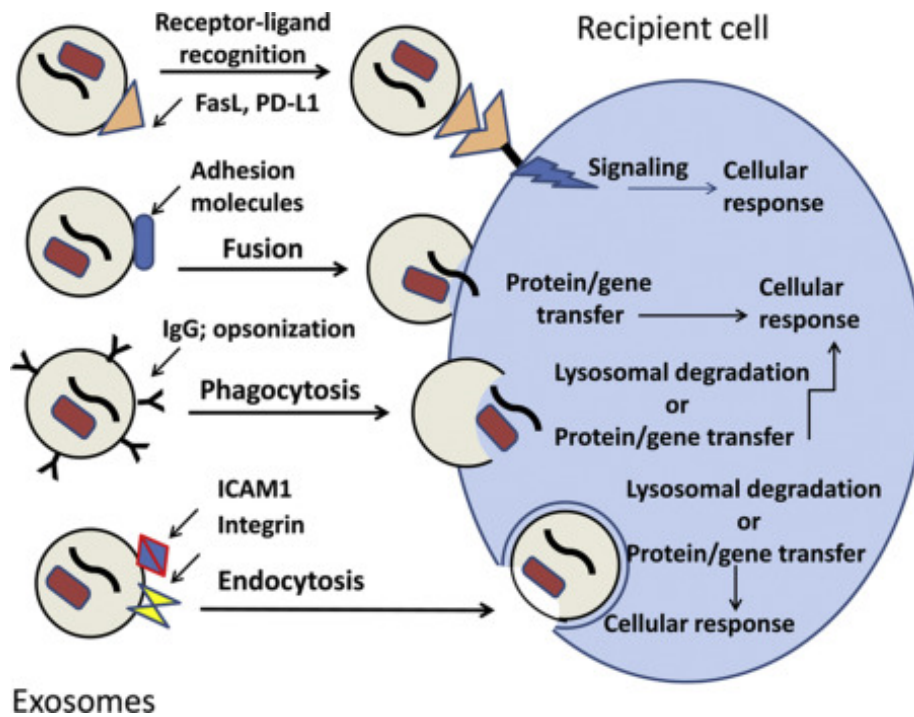 Receptor-ligand
recognition
Recipient cell
FasL, PD-L1
Signaling
Cellular
response
Adhesion
molecules
Fusion
Protein/gene
transfer
Cellular
response
IgG; opsonization
Phagocytosis
Lysosomal degradation
or
Protein/gene transfer
ICAM1
Integrin
Endocytosis
Lysosomal degradation
or
Protein/gene transfer
Cellular response
Exosomes